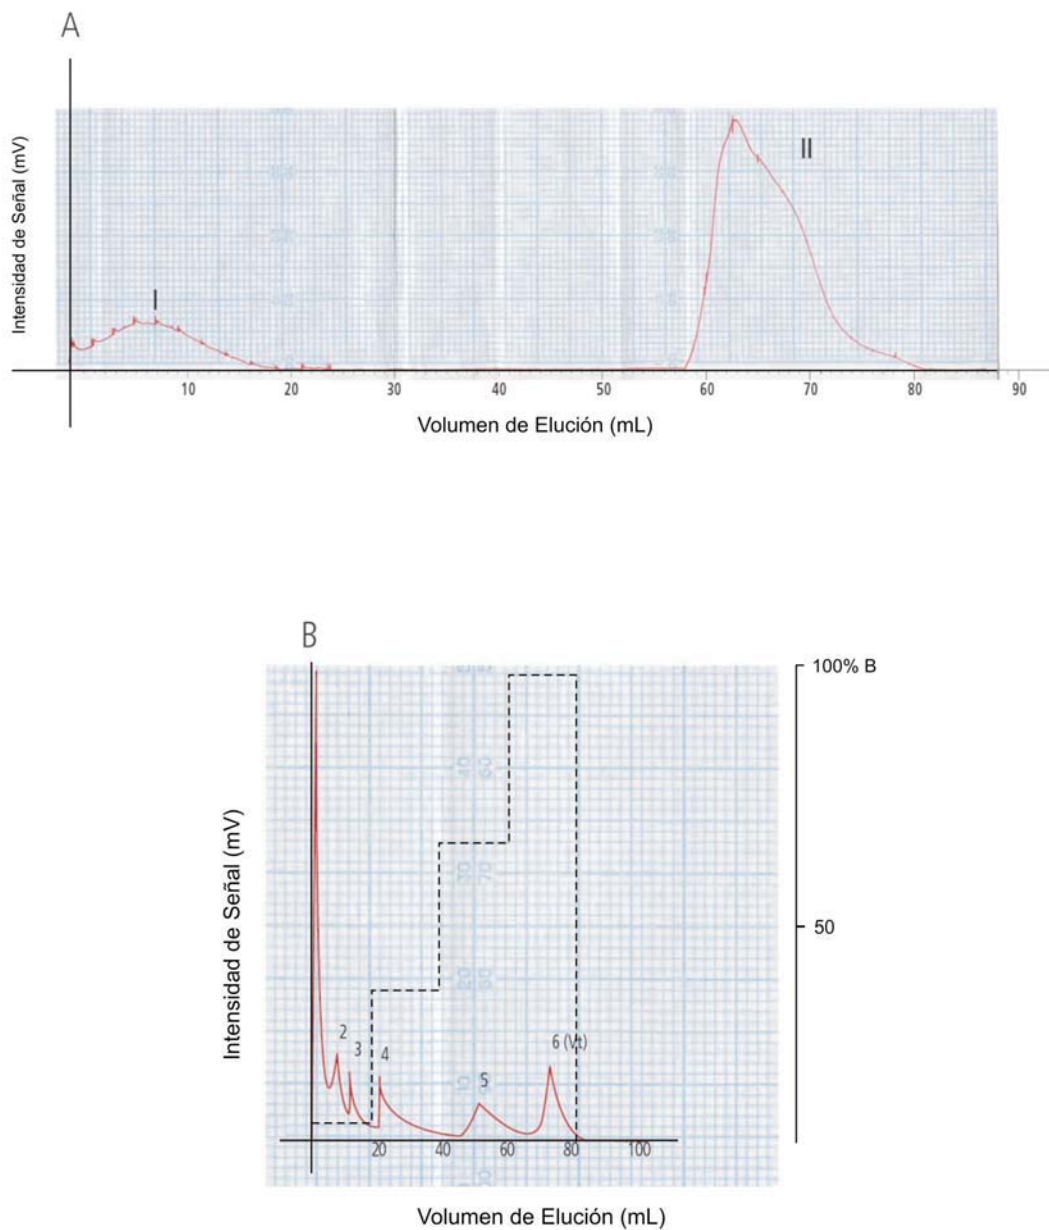 A
Intensidad de Señal (mV)
I
II
10 20 30 40 50 60 70 80 90
Volumen de Elución (mL)
B
100% B
50
Intensidad de Señal (mV)
2
3
4
5
6 (Vt)
20 40 60 80 100
Volumen de Elución (mL)